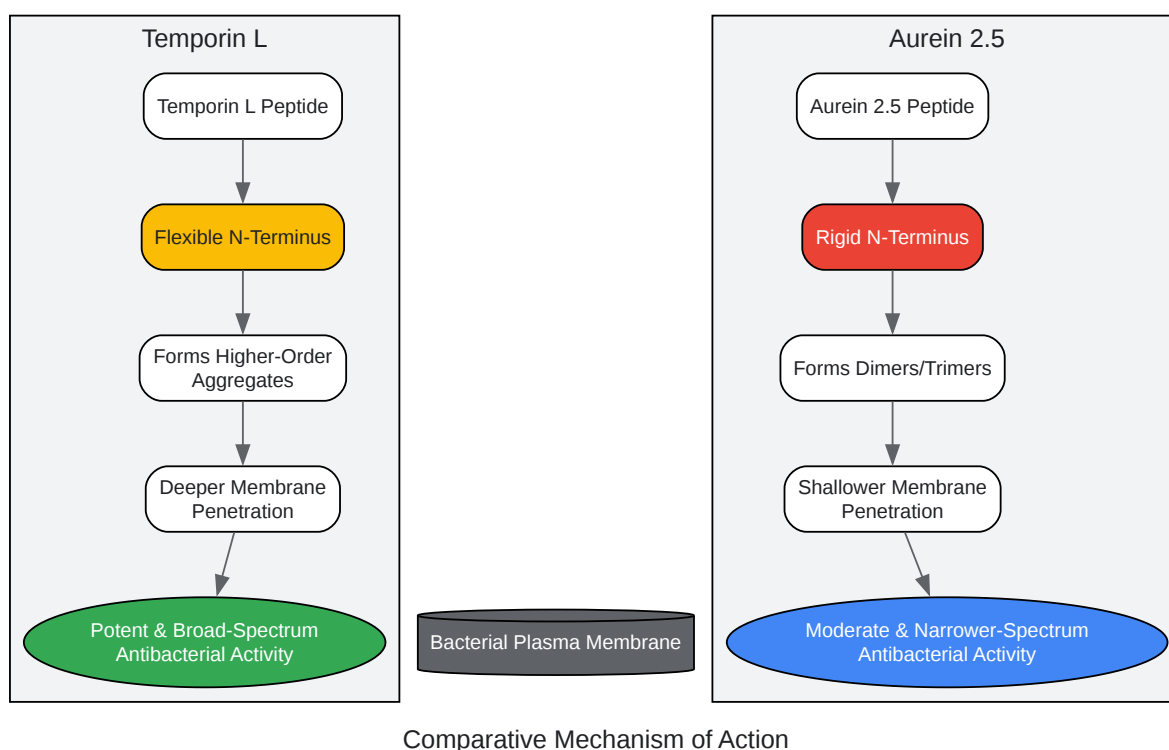 Temporin L
Temporin L Peptide
Flexible N-Terminus
Forms Higher-Order
Aggregates
Deeper Membrane
Penetration
Potent & Broad-Spectrum
Antibacterial Activity
Bacterial Plasma Membrane
Aurein 2.5
Aurein 2.5 Peptide
Rigid N-Terminus
Forms Dimers/Trimers
Shallower Membrane
Penetration
Moderate & Narrower-Spectrum
Antibacterial Activity
Comparative Mechanism of Action